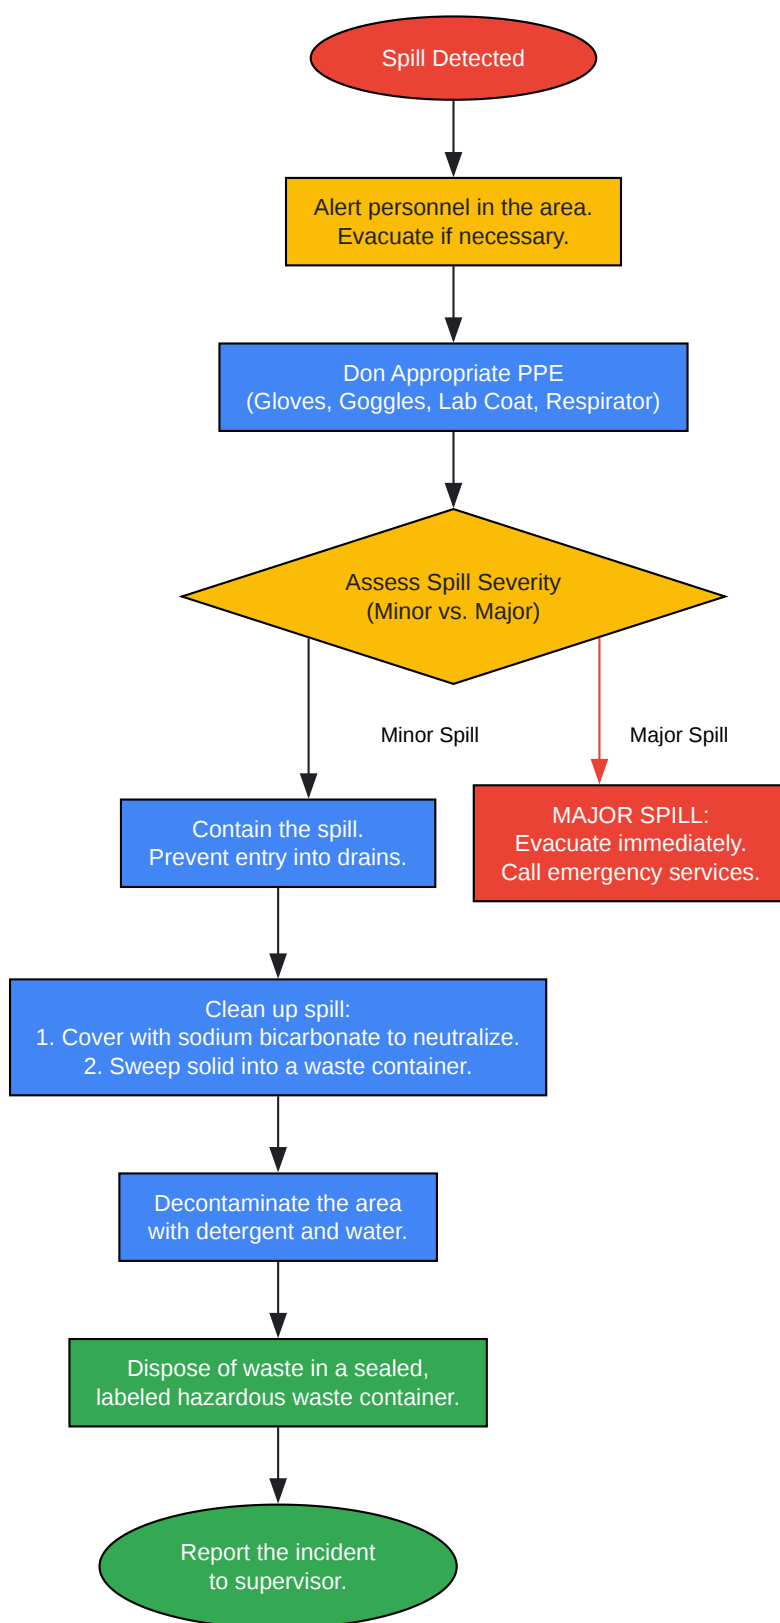 Spill Detected
Alert personnel in the area.
Evacuate if necessary.
Don Appropriate PPE
(Gloves, Goggles, Lab Coat, Respirator)
Assess Spill Severity
(Minor vs. Major)
Minor Spill
Major Spill
Contain the spill.
Prevent entry into drains.
MAJOR SPILL:
Evacuate immediately.
Call emergency services.
Clean up spill:
1. Cover with sodium bicarbonate to neutralize.
2. Sweep solid into a waste container.
Decontaminate the area
with detergent and water.
Dispose of waste in a sealed,
labeled hazardous waste container.
Report the incident
to supervisor.